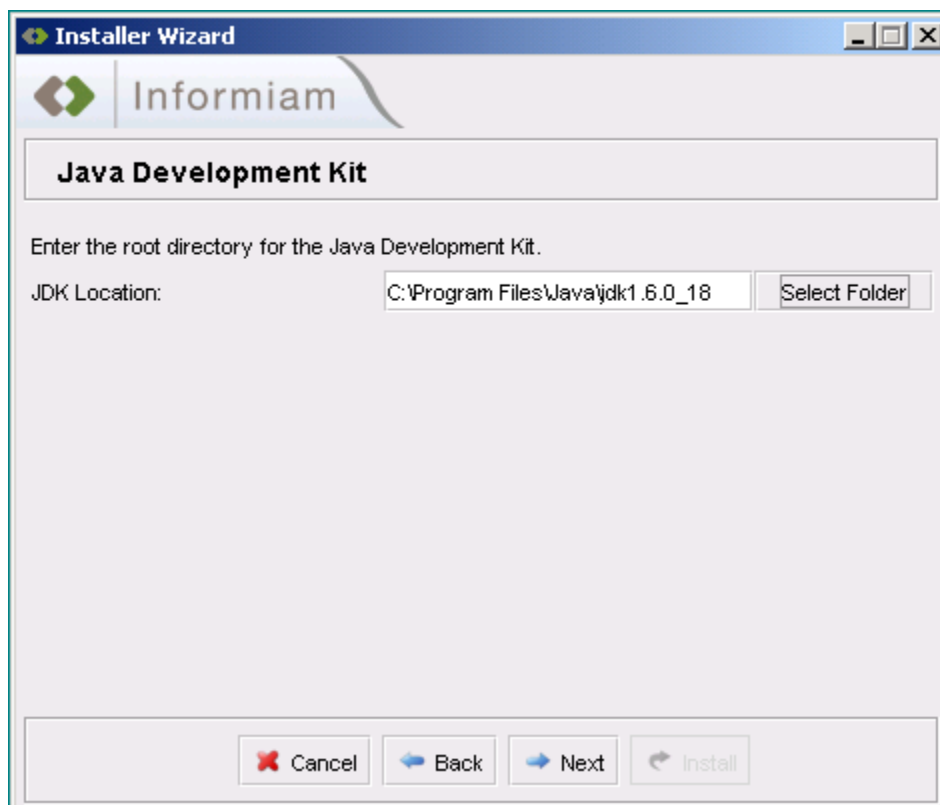 Installer Wizard
Informiam
Java Development Kit
Enter the root directory for the Java Development Kit.
JDK Location: C:\Program Files\Java\jdk1.6.0_18 Select Folder
Cancel Back Next Install